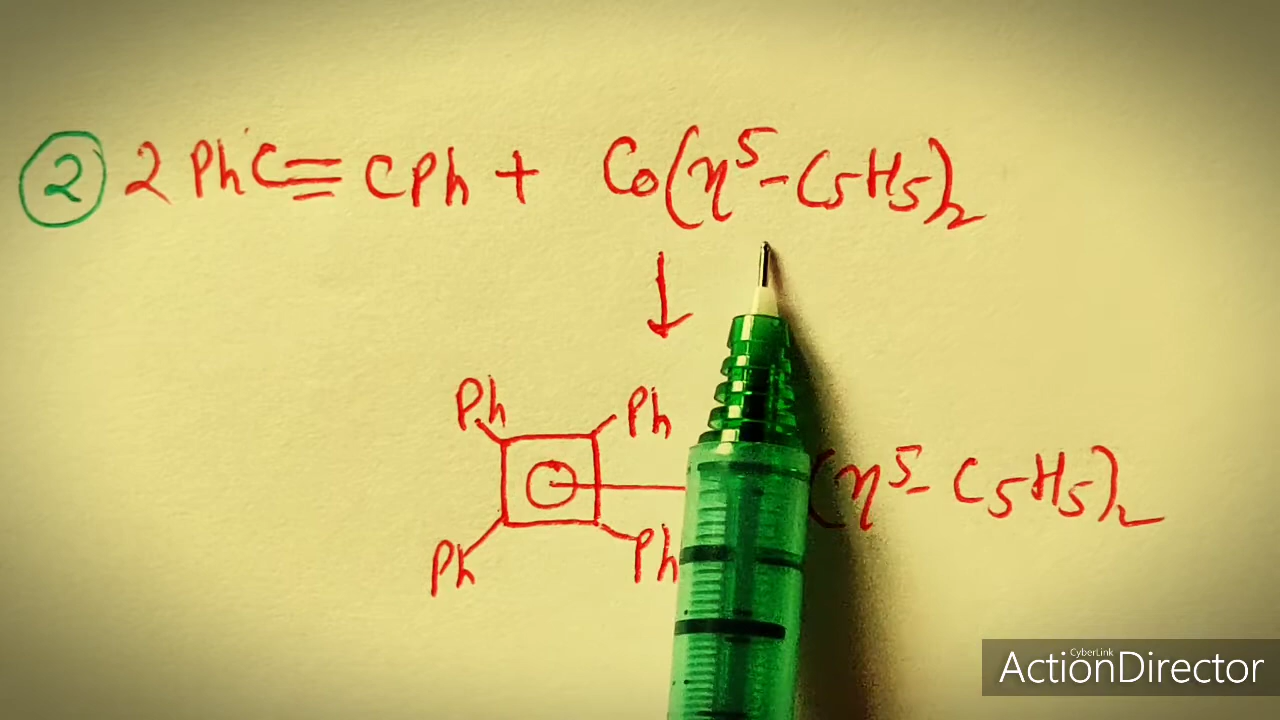 ② 2 PhC≡CPh + Co(η⁵-C₅H₅)₂
↓
Ph Ph
(η⁵-C₅H₅)₂
Ph Ph
CyberLink
ActionDirector